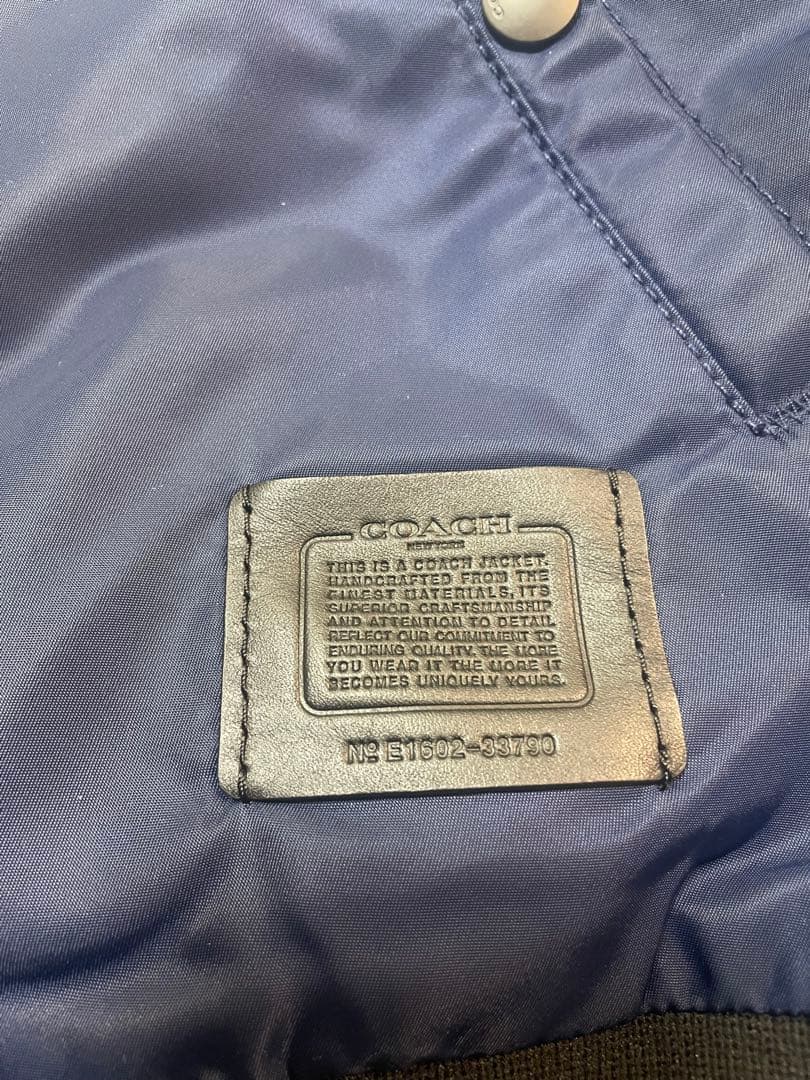 COACH
NEW YORK
THIS IS A COACH JACKET.
HANDCRAFTED FROM THE
FINEST MATERIALS, ITS
SUPERIOR CRAFTSMANSHIP
AND ATTENTION TO DETAIL
REFLECT OUR COMMITMENT TO
ENDURING QUALITY. THE MORE
YOU WEAR IT THE MORE IT
BECOMES UNIQUELY YOURS.
Nº E1602-33790